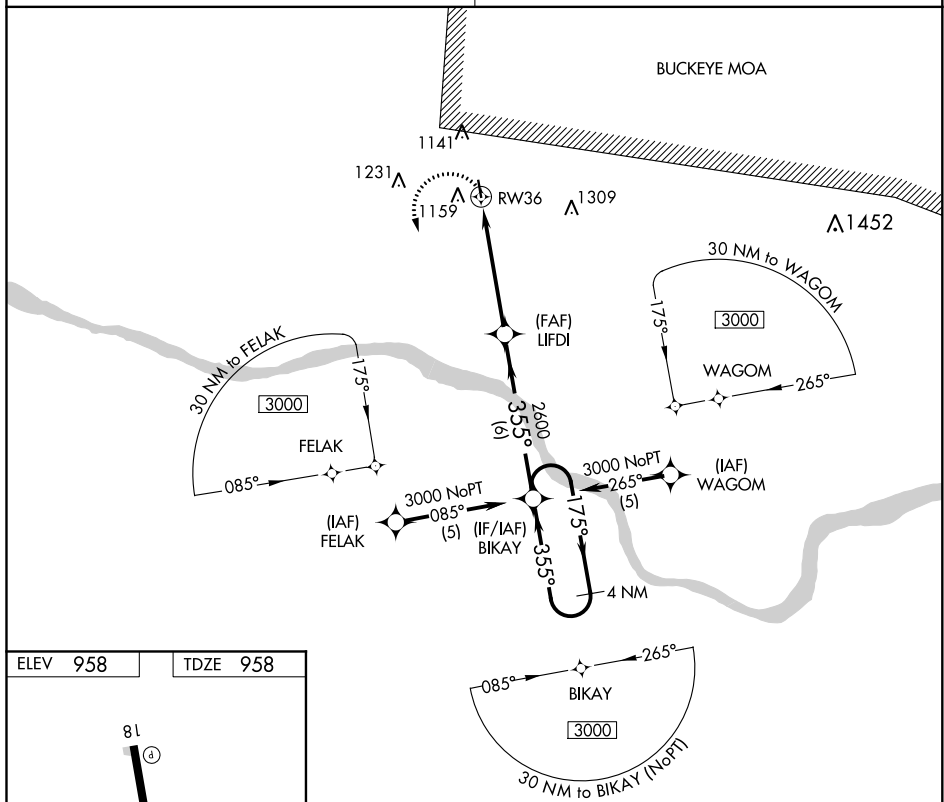 BUCKEYE MOA
1141
1231
1159
RW36
1309
1452
30 NM to WAGOM
175°
3000
WAGOM
265°
(FAF)
LIFDI
30 NM to FELAK
175°
3000
FELAK
085°
2600
355°
(6)
3000 NoPT
085°
(5)
(IAF)
FELAK
(IF/IAF)
BIKAY
3000 NoPT
265°
(5)
(IAF)
WAGOM
175°
355°
4 NM
085°
265°
BIKAY
3000
30 NM to BIKAY (NoPT)
ELEV 958
TDZE 958
18
P